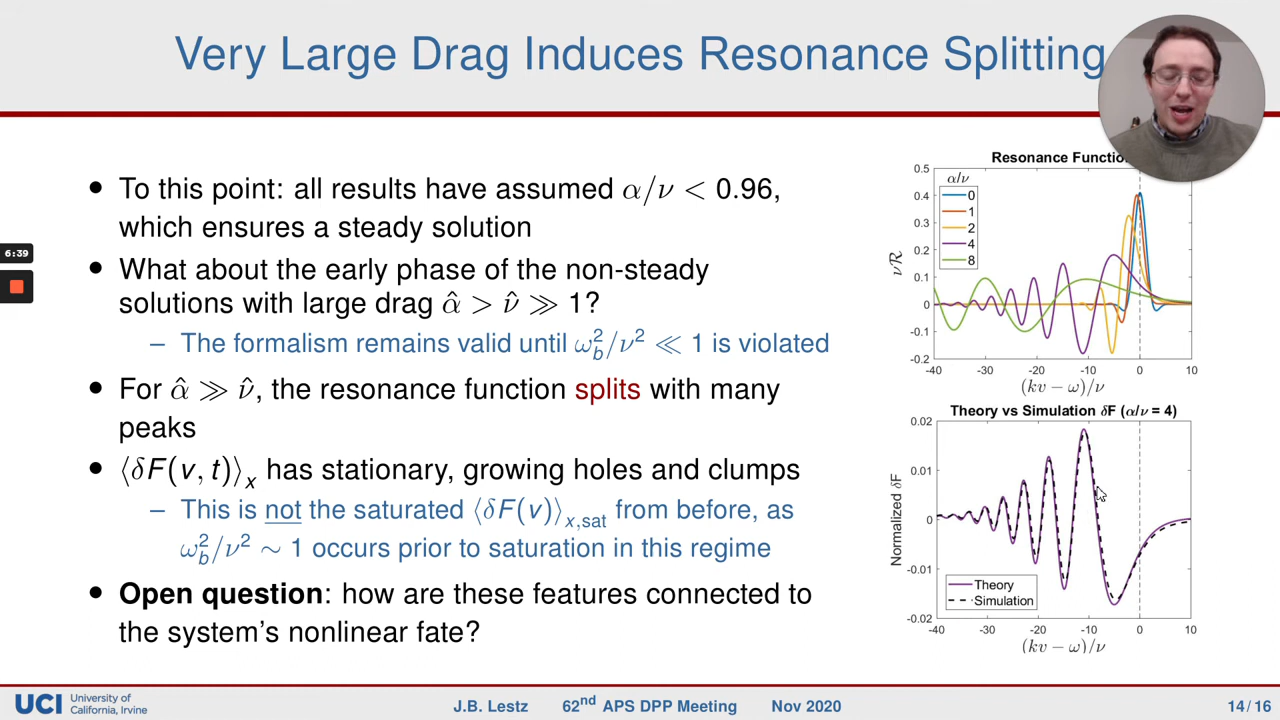 Very Large Drag Induces Resonance Splitting
• To this point: all results have assumed α/ν < 0.96,
which ensures a steady solution
• What about the early phase of the non-steady
solutions with large drag α̂ > ν̂ ≫ 1?
– The formalism remains valid until ω_b²/ν² ≪ 1 is violated
• For α̂ ≫ ν̂, the resonance function splits with many
peaks
• ⟨δF(v, t)⟩_x has stationary, growing holes and clumps
– This is not the saturated ⟨δF(v)⟩_x,sat from before, as
ω_b²/ν² ∼ 1 occurs prior to saturation in this regime
• Open question: how are these features connected to
the system's nonlinear fate?
6:39
Resonance Functio
0.5
0.4
0.3
0.2
0.1
0
-0.1
-0.2
νR
α/ν
0
1
2
4
8
-40 -30 -20 -10 0 10
(kv − ω)/ν
Theory vs Simulation δF (α/ν = 4)
0.02
0.01
0
-0.01
-0.02
Normalized δF
Theory
Simulation
-40 -30 -20 -10 0 10
(kv − ω)/ν
UCI University of
California, Irvine
J.B. Lestz 62nd APS DPP Meeting Nov 2020 14/16